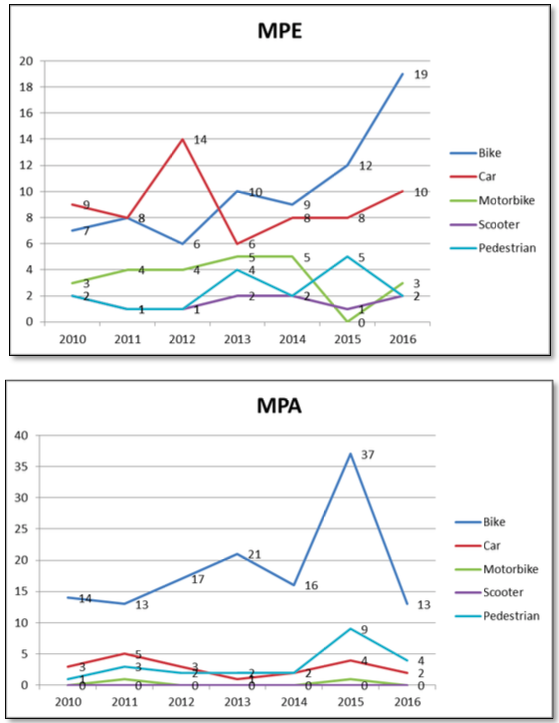 MPE
20
18
16
14
12
10
8
6
4
2
0
7 8 6 10 9 12 19
9 14 6 8 8 10
3 4 4 5 5 0 3
2 1 1 4 2 5 2
2 1
2010 2011 2012 2013 2014 2015 2016
Bike
Car
Motorbike
Scooter
Pedestrian
MPA
40
35
30
25
20
15
10
5
0
14 13 17 21 16 37 13
3 5 3 1 2 4 2
1 3 2 2 9 4
0 0 0 0 0 0 0
2010 2011 2012 2013 2014 2015 2016
Bike
Car
Motorbike
Scooter
Pedestrian